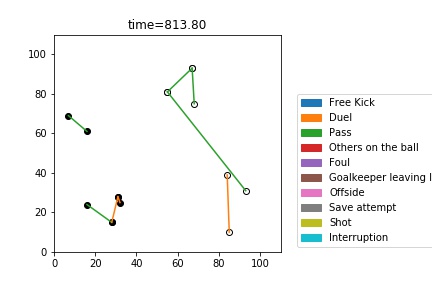 time=813.80
100
80
60
40
20
0
0 20 40 60 80 100
Free Kick
Duel
Pass
Others on the ball
Foul
Goalkeeper leaving l
Offside
Save attempt
Shot
Interruption